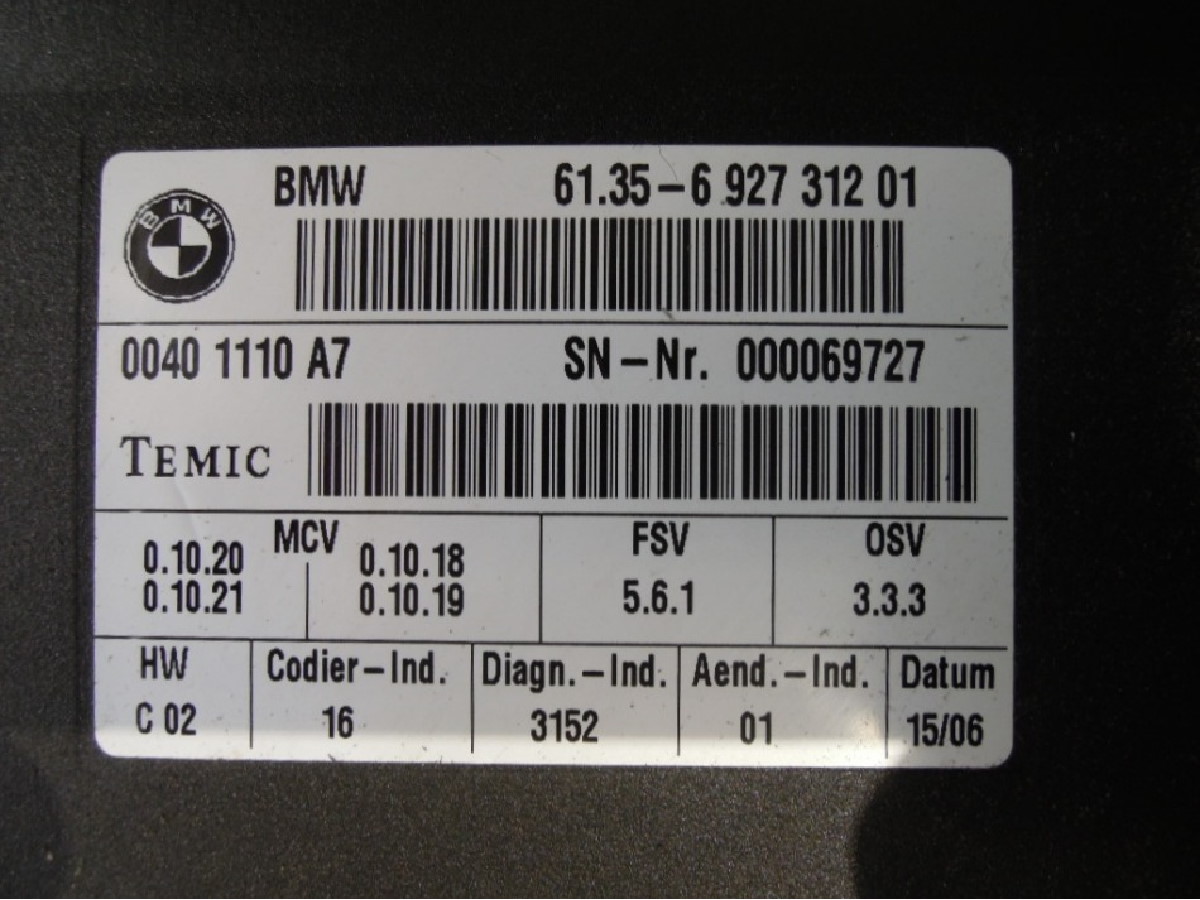 BMW 61.35-6 927 312 01
BMW
0040 1110 A7 SN-Nr. 000069727
TEMIC
MCV FSV OSV
0.10.20 0.10.18
0.10.21 0.10.19 5.6.1 3.3.3
HW Codier-Ind. Diagn.-Ind. Aend.-Ind. Datum
C 02 16 3152 01 15/06